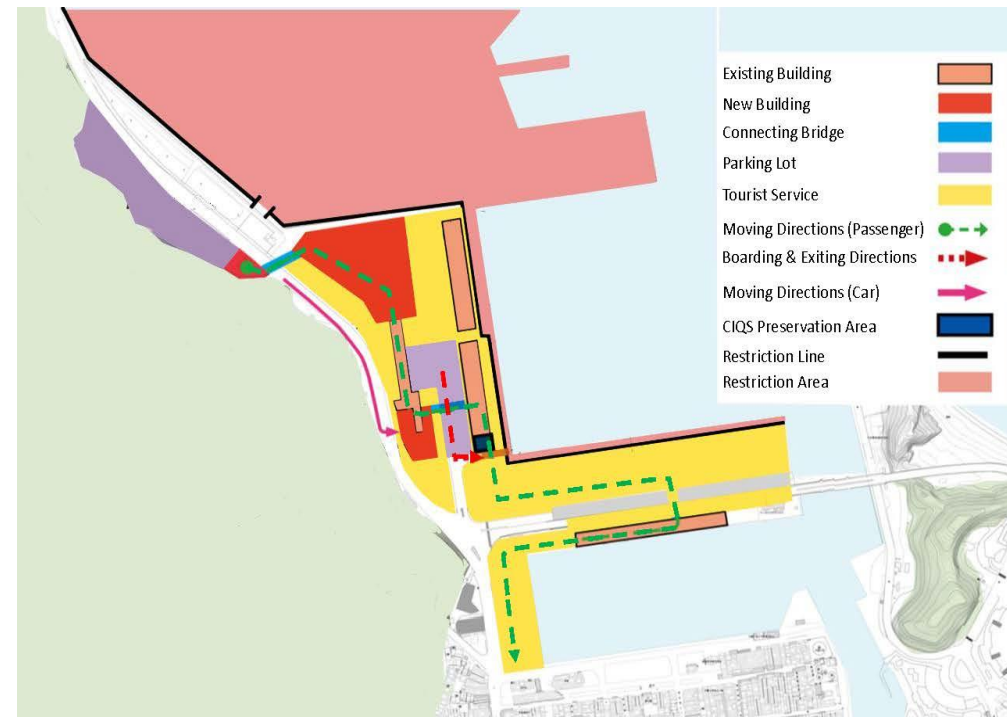 Existing Building
New Building
Connecting Bridge
Parking Lot
Tourist Service
Moving Directions (Passenger)
Boarding & Exiting Directions
Moving Directions (Car)
CIQS Preservation Area
Restriction Line
Restriction Area